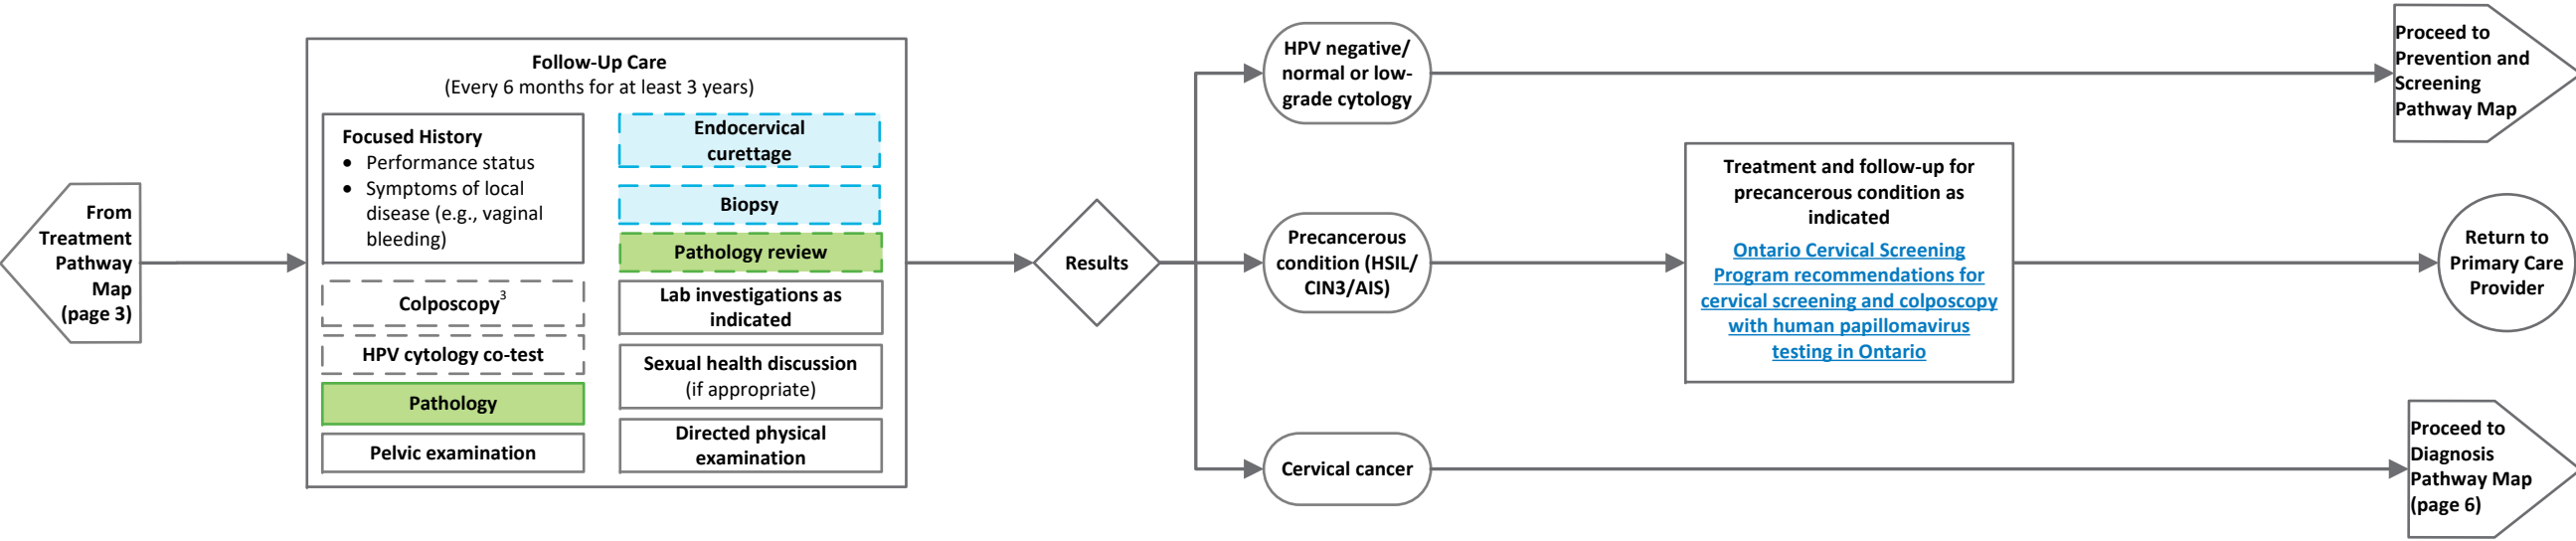 From
Treatment
Pathway
Map
(page 3)
Follow-Up Care
(Every 6 months for at least 3 years)
Focused History
• Performance status
• Symptoms of local
disease (e.g., vaginal
bleeding)
Colposcopy3
HPV cytology co-test
Pathology
Pelvic examination
Endocervical
curettage
Biopsy
Pathology review
Lab investigations as
indicated
Sexual health discussion
(if appropriate)
Directed physical
examination
Results
HPV negative/
normal or low-
grade cytology
Proceed to
Prevention and
Screening
Pathway Map
Precancerous
condition (HSIL/
CIN3/AIS)
Treatment and follow-up for
precancerous condition as
indicated
Ontario Cervical Screening
Program recommendations for
cervical screening and colposcopy
with human papillomavirus
testing in Ontario
Return to
Primary Care
Provider
Cervical cancer
Proceed to
Diagnosis
Pathway Map
(page 6)